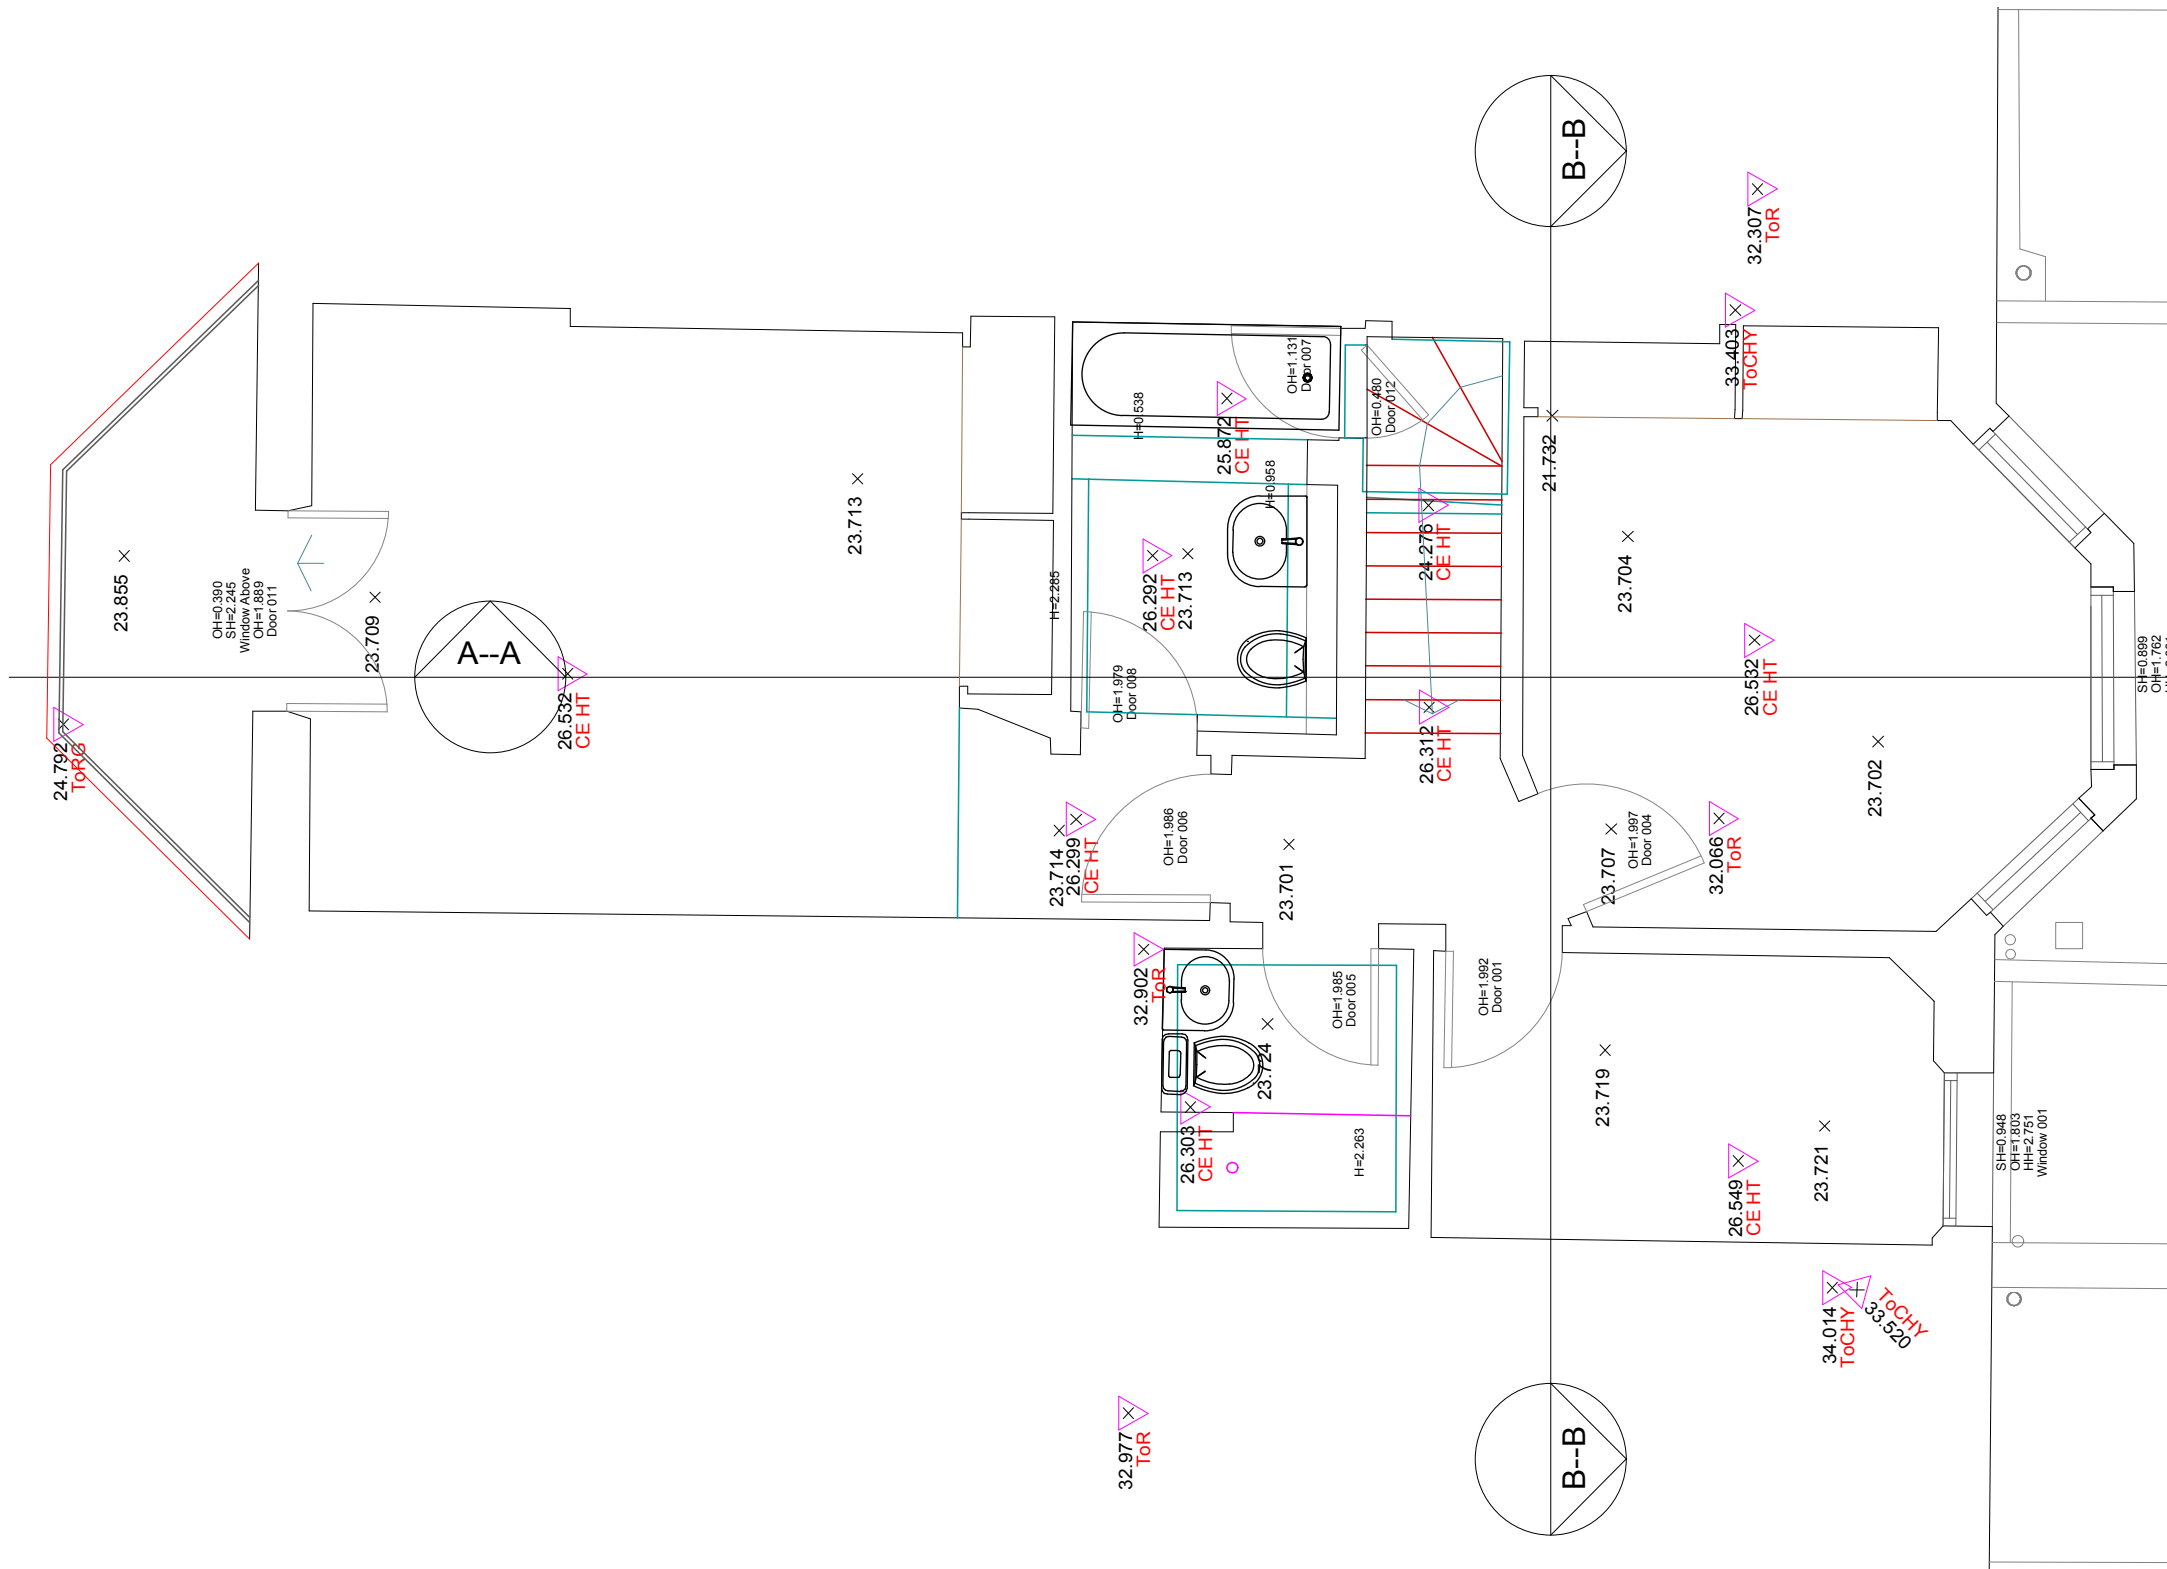 B---B
32.307
ToR
33.403
ToCHY
OH=1.131
Door 007
OH=0.480
Door 012
H=0.538
25.872
CE HT
H=0.958
21.732
23.713
24.276
CE HT
23.704
23.855
OH=0.390
SH=2.245
Window Above
OH=1.889
Door 011
23.709
A---A
26.532
CE HT
H=2.285
26.292
CE HT
23.713
OH=1.979
Door 008
26.312
CE HT
26.532
CE HT
SH=0.899
OH=1.762
24.792
ToRG
23.702
23.714
26.299
CE HT
OH=1.986
Door 006
23.701
23.707
OH=1.997
Door 004
32.066
ToR
32.902
ToR
OH=1.985
Door 005
OH=1.992
Door 001
23.724
23.719
26.303
CE HT
H=2.263
26.549
CE HT
23.721
SH=0.948
OH=1.803
HH=2.751
Window 001
34.014
ToCHY
ToCHY
33.520
32.977
ToR
B---B